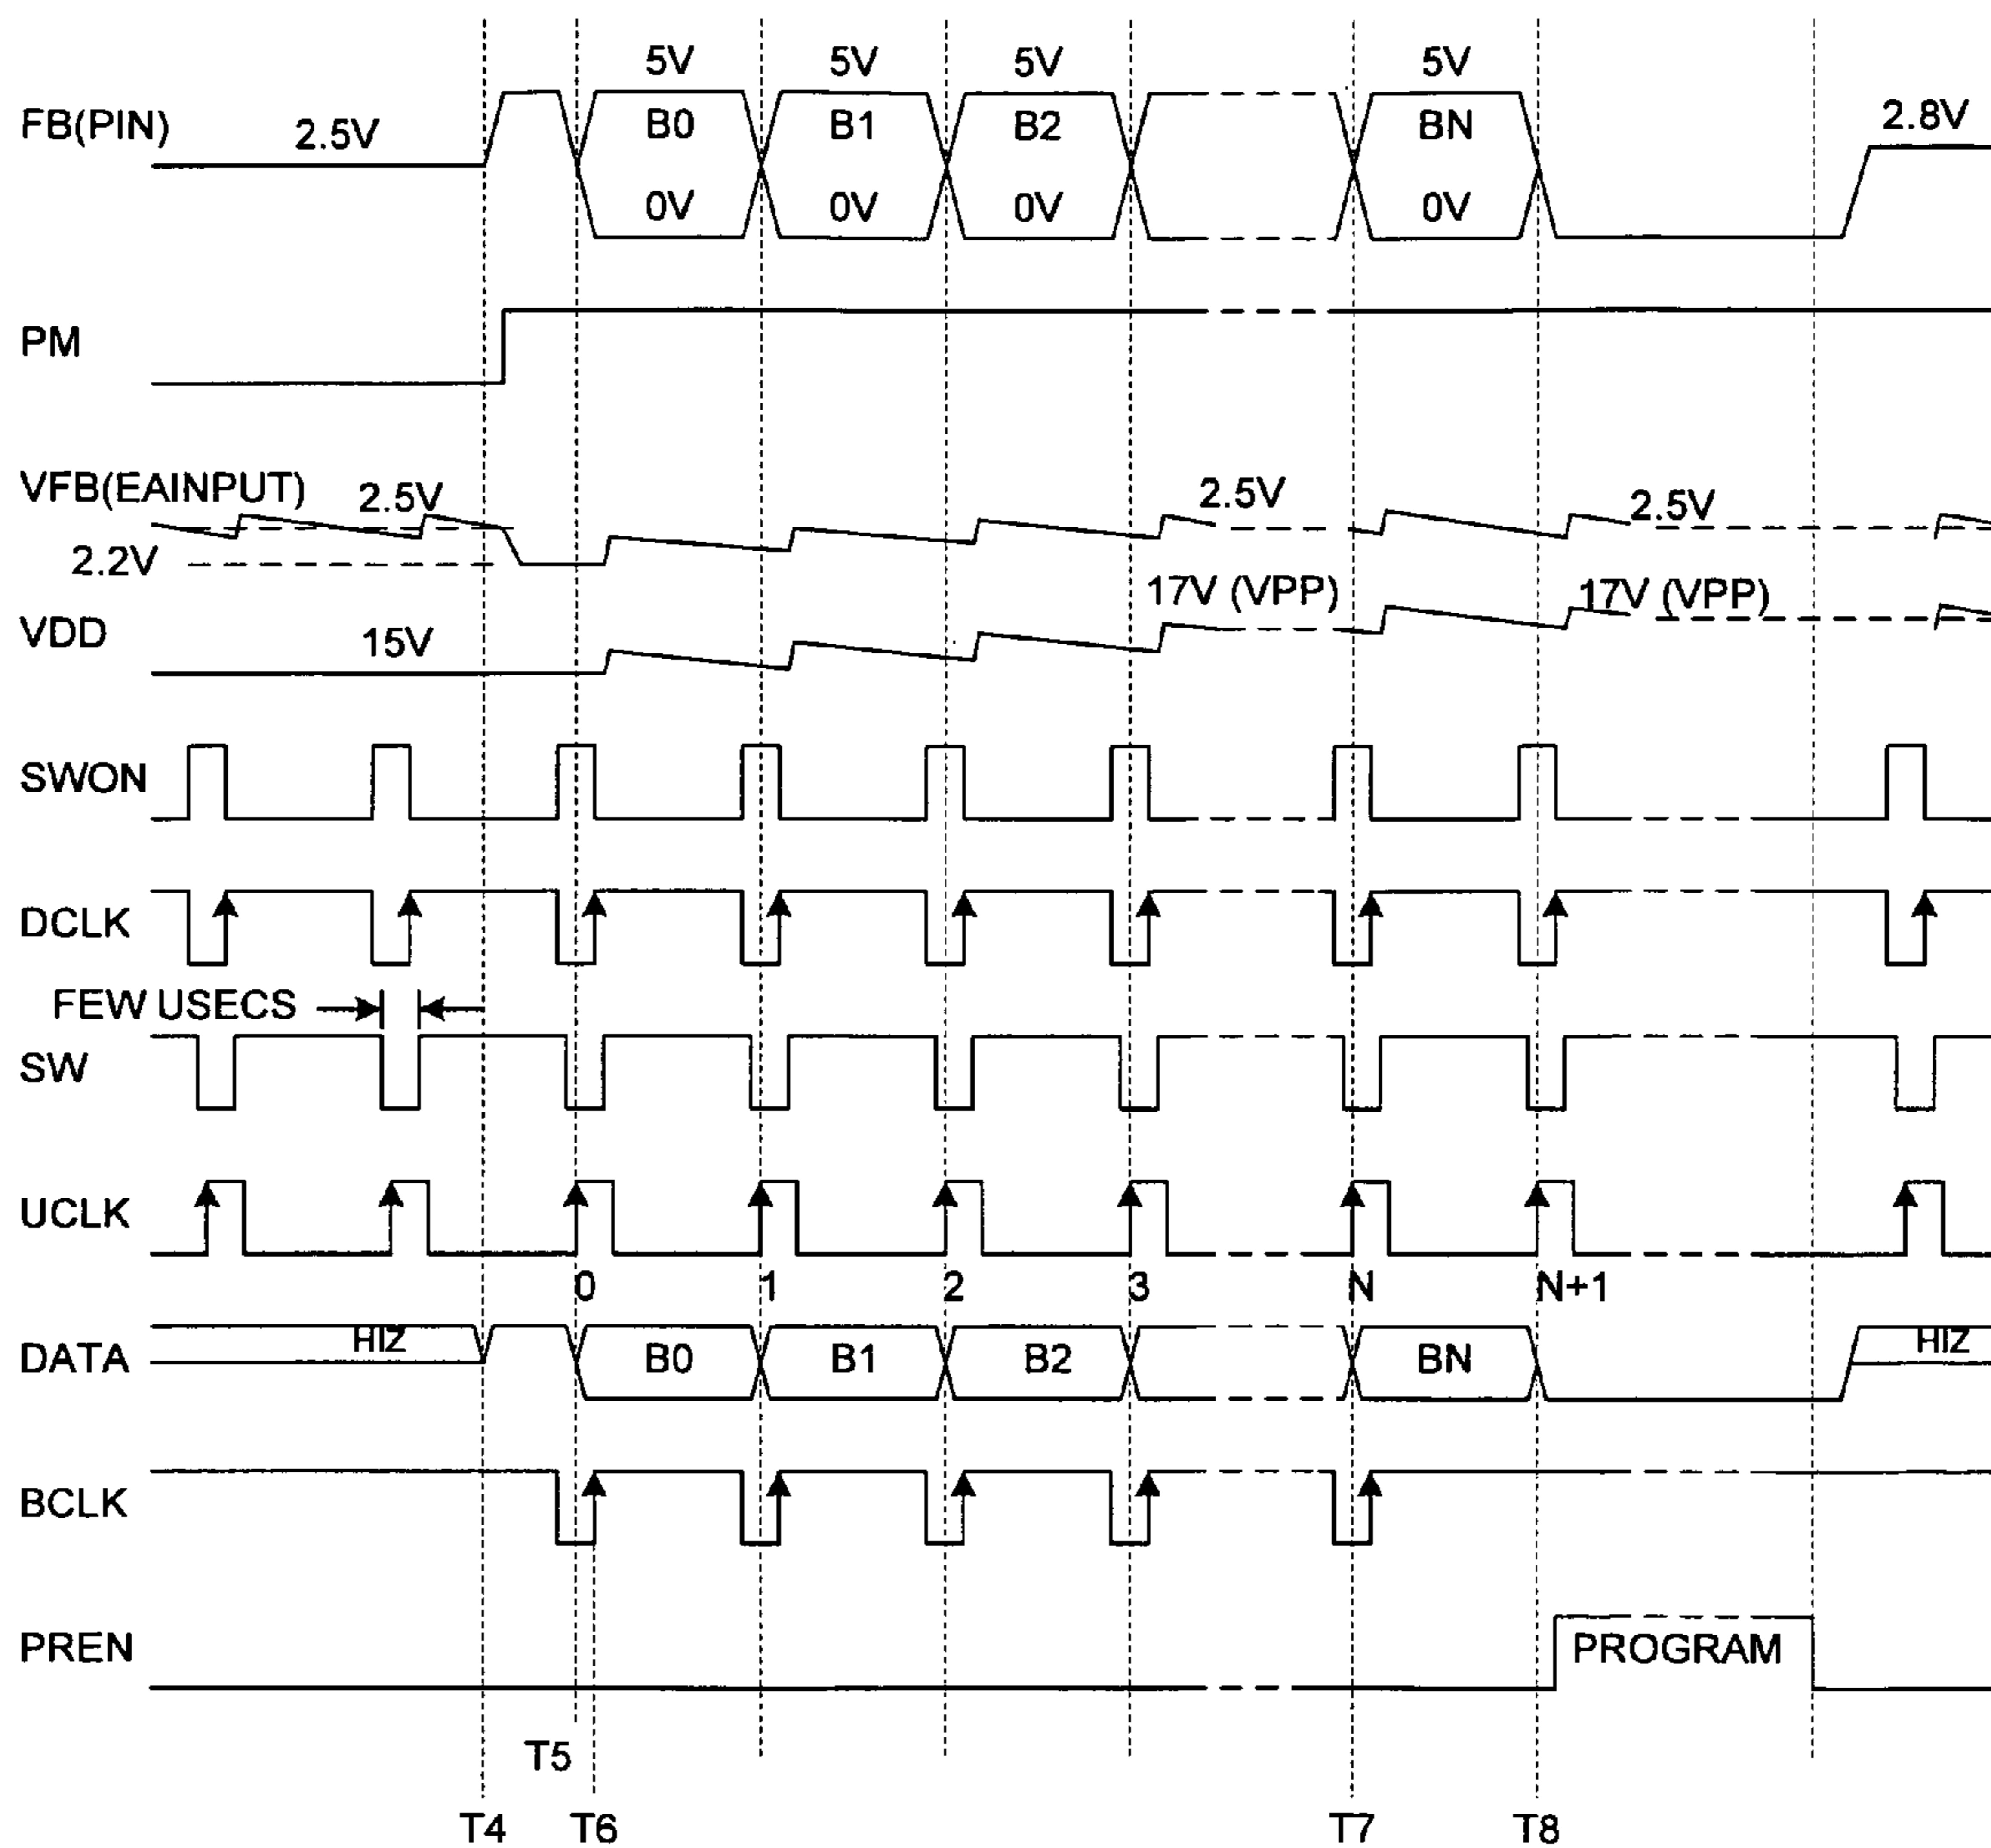 5V 5V 5V 5V
FB(PIN) 2.5V B0 B1 B2 BN 2.8V
0V 0V 0V 0V
PM
VFB(EAINPUT) 2.5V 2.5V 2.5V
2.2V
17V (VPP) 17V (VPP)
VDD 15V
SWON
DCLK
FEW USECS
SW
UCLK
0 1 2 3 N N+1
DATA HIZ B0 B1 B2 BN HIZ
BCLK
PREN PROGRAM
T5
T4 T6 T7 T8